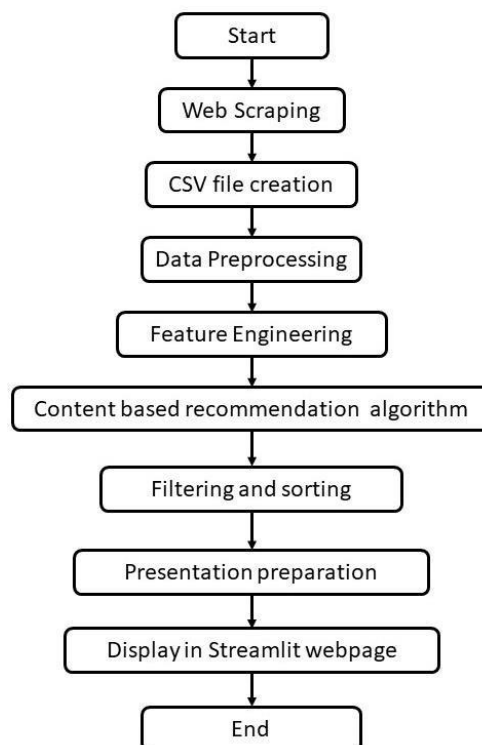 Start
Web Scraping
CSV file creation
Data Preprocessing
Feature Engineering
Content based recommendation algorithm
Filtering and sorting
Presentation preparation
Display in Streamlit webpage
End